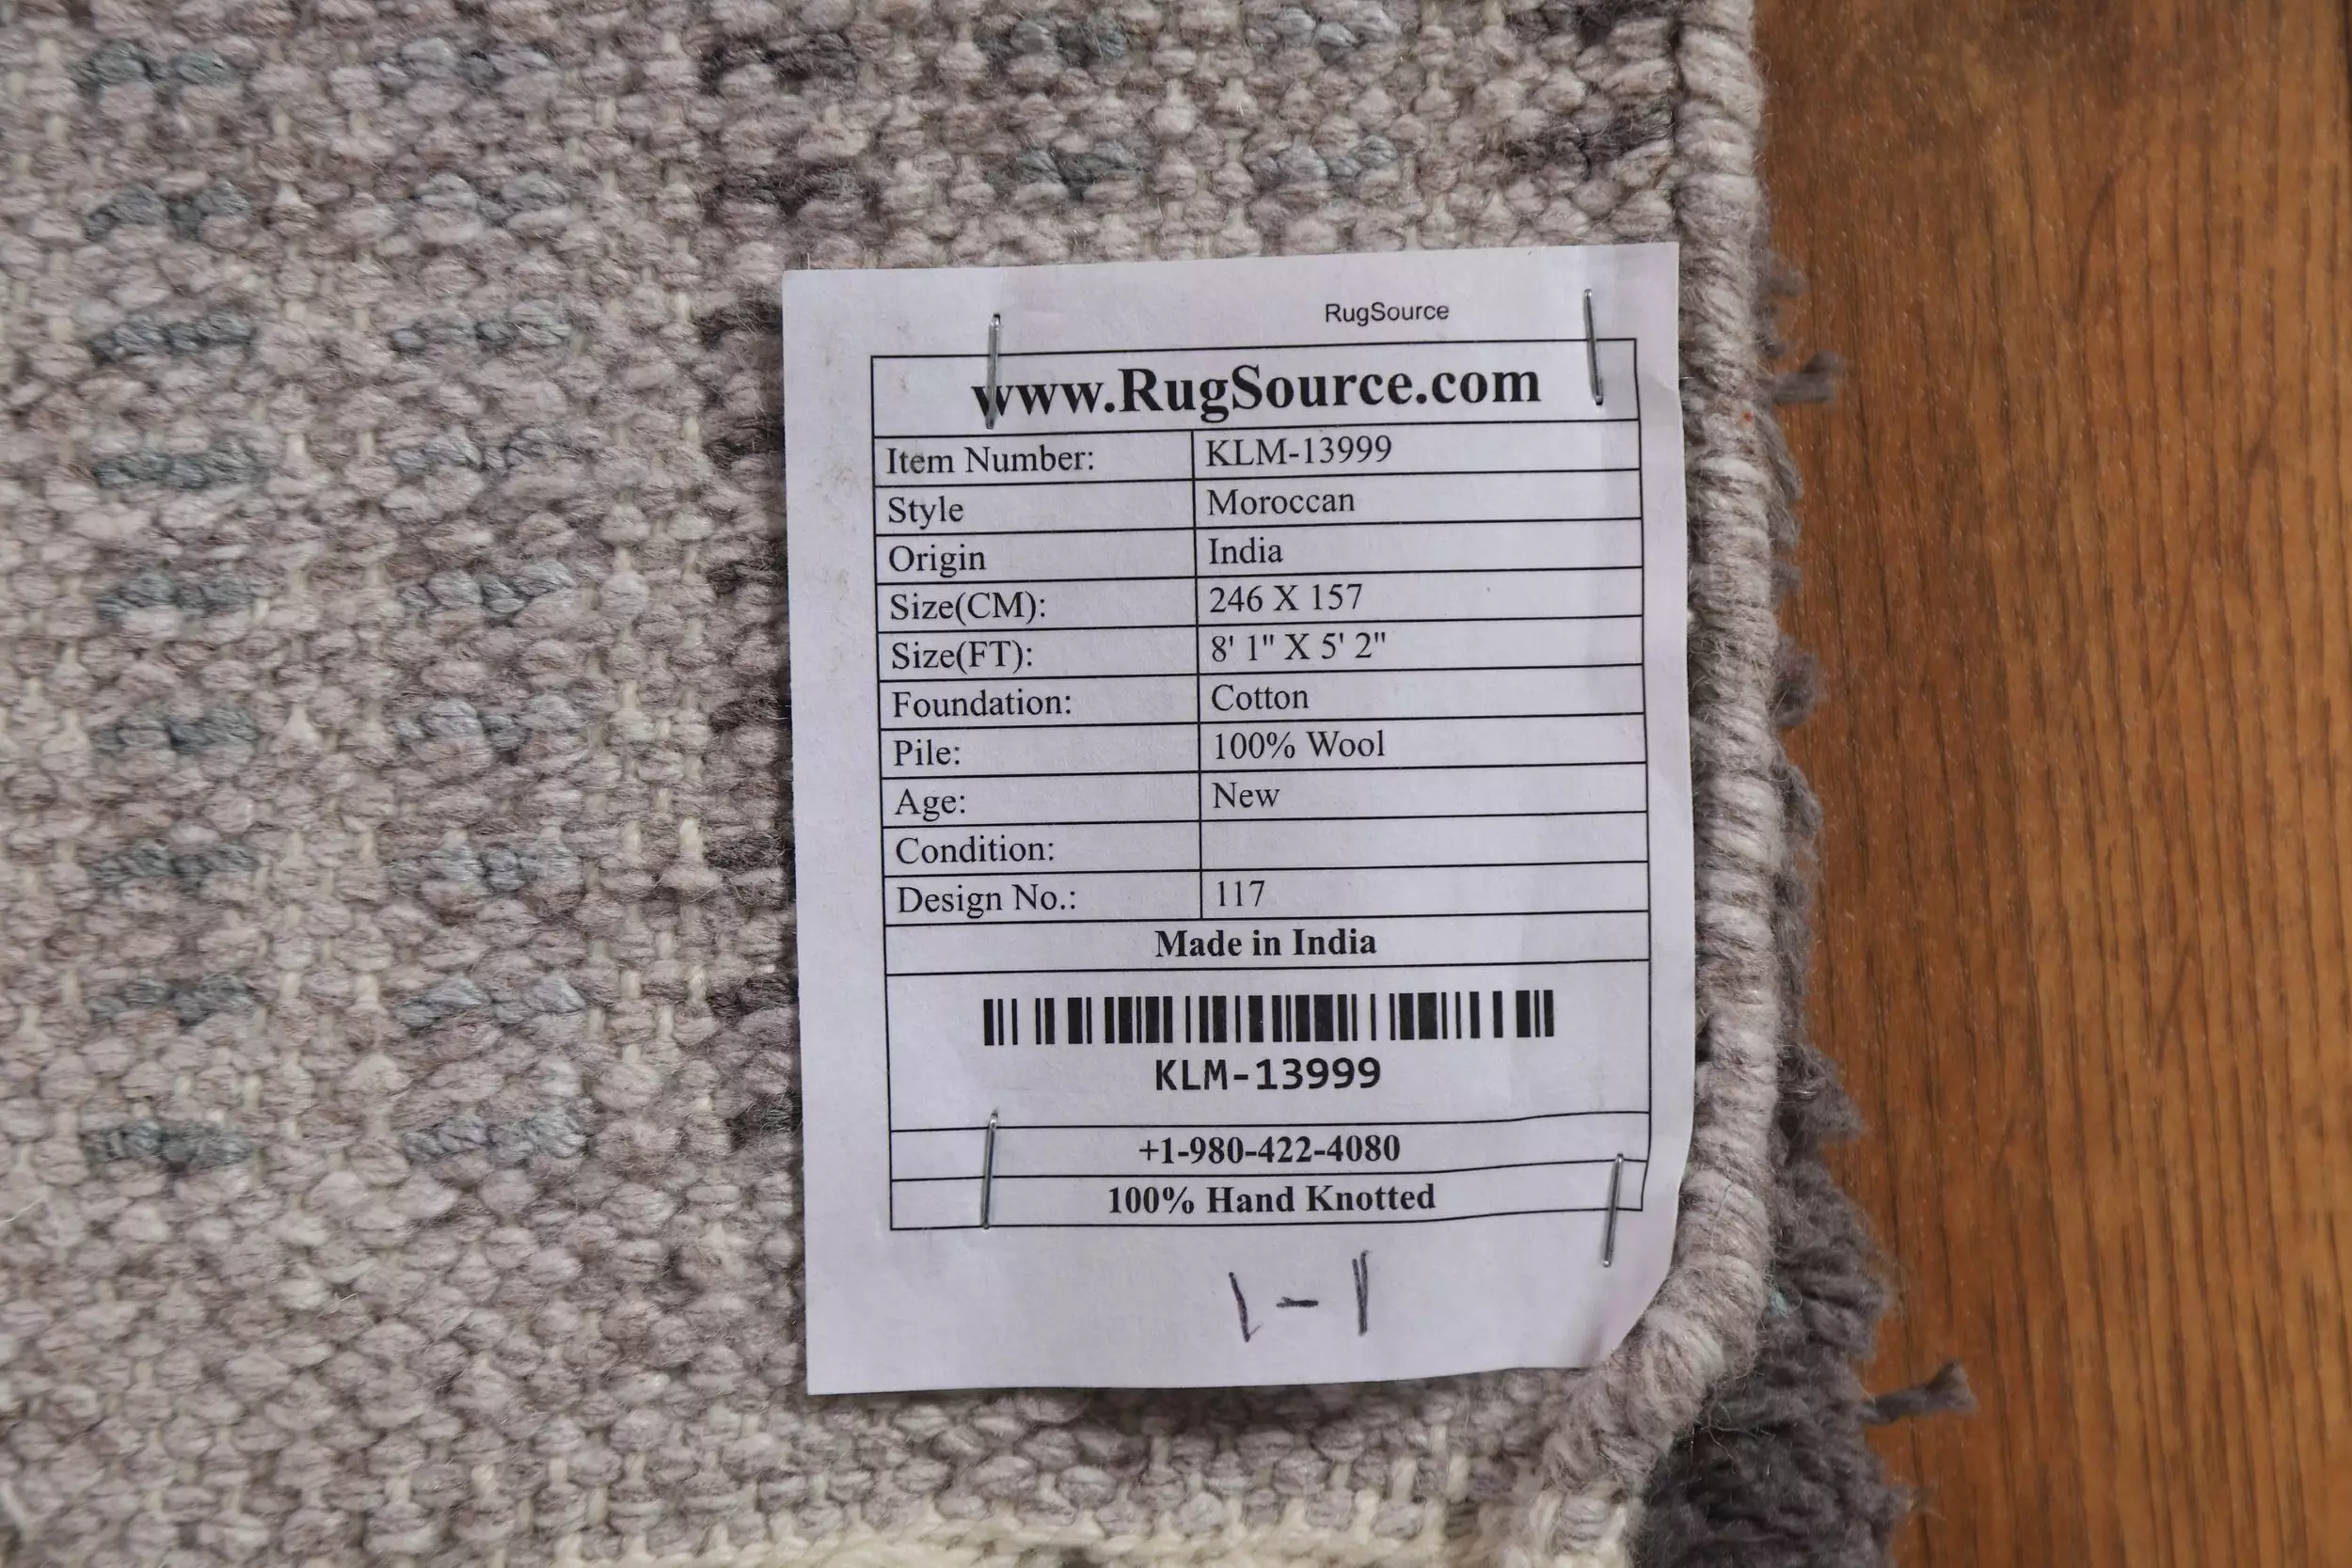 RugSource
www.RugSource.com
Item Number: KLM-13999
Style Moroccan
Origin India
Size(CM): 246 X 157
Size(FT): 8' 1" X 5' 2"
Foundation: Cotton
Pile: 100% Wool
Age: New
Condition:
Design No.: 117
Made in India
KLM-13999
+1-980-422-4080
100% Hand Knotted
1-1